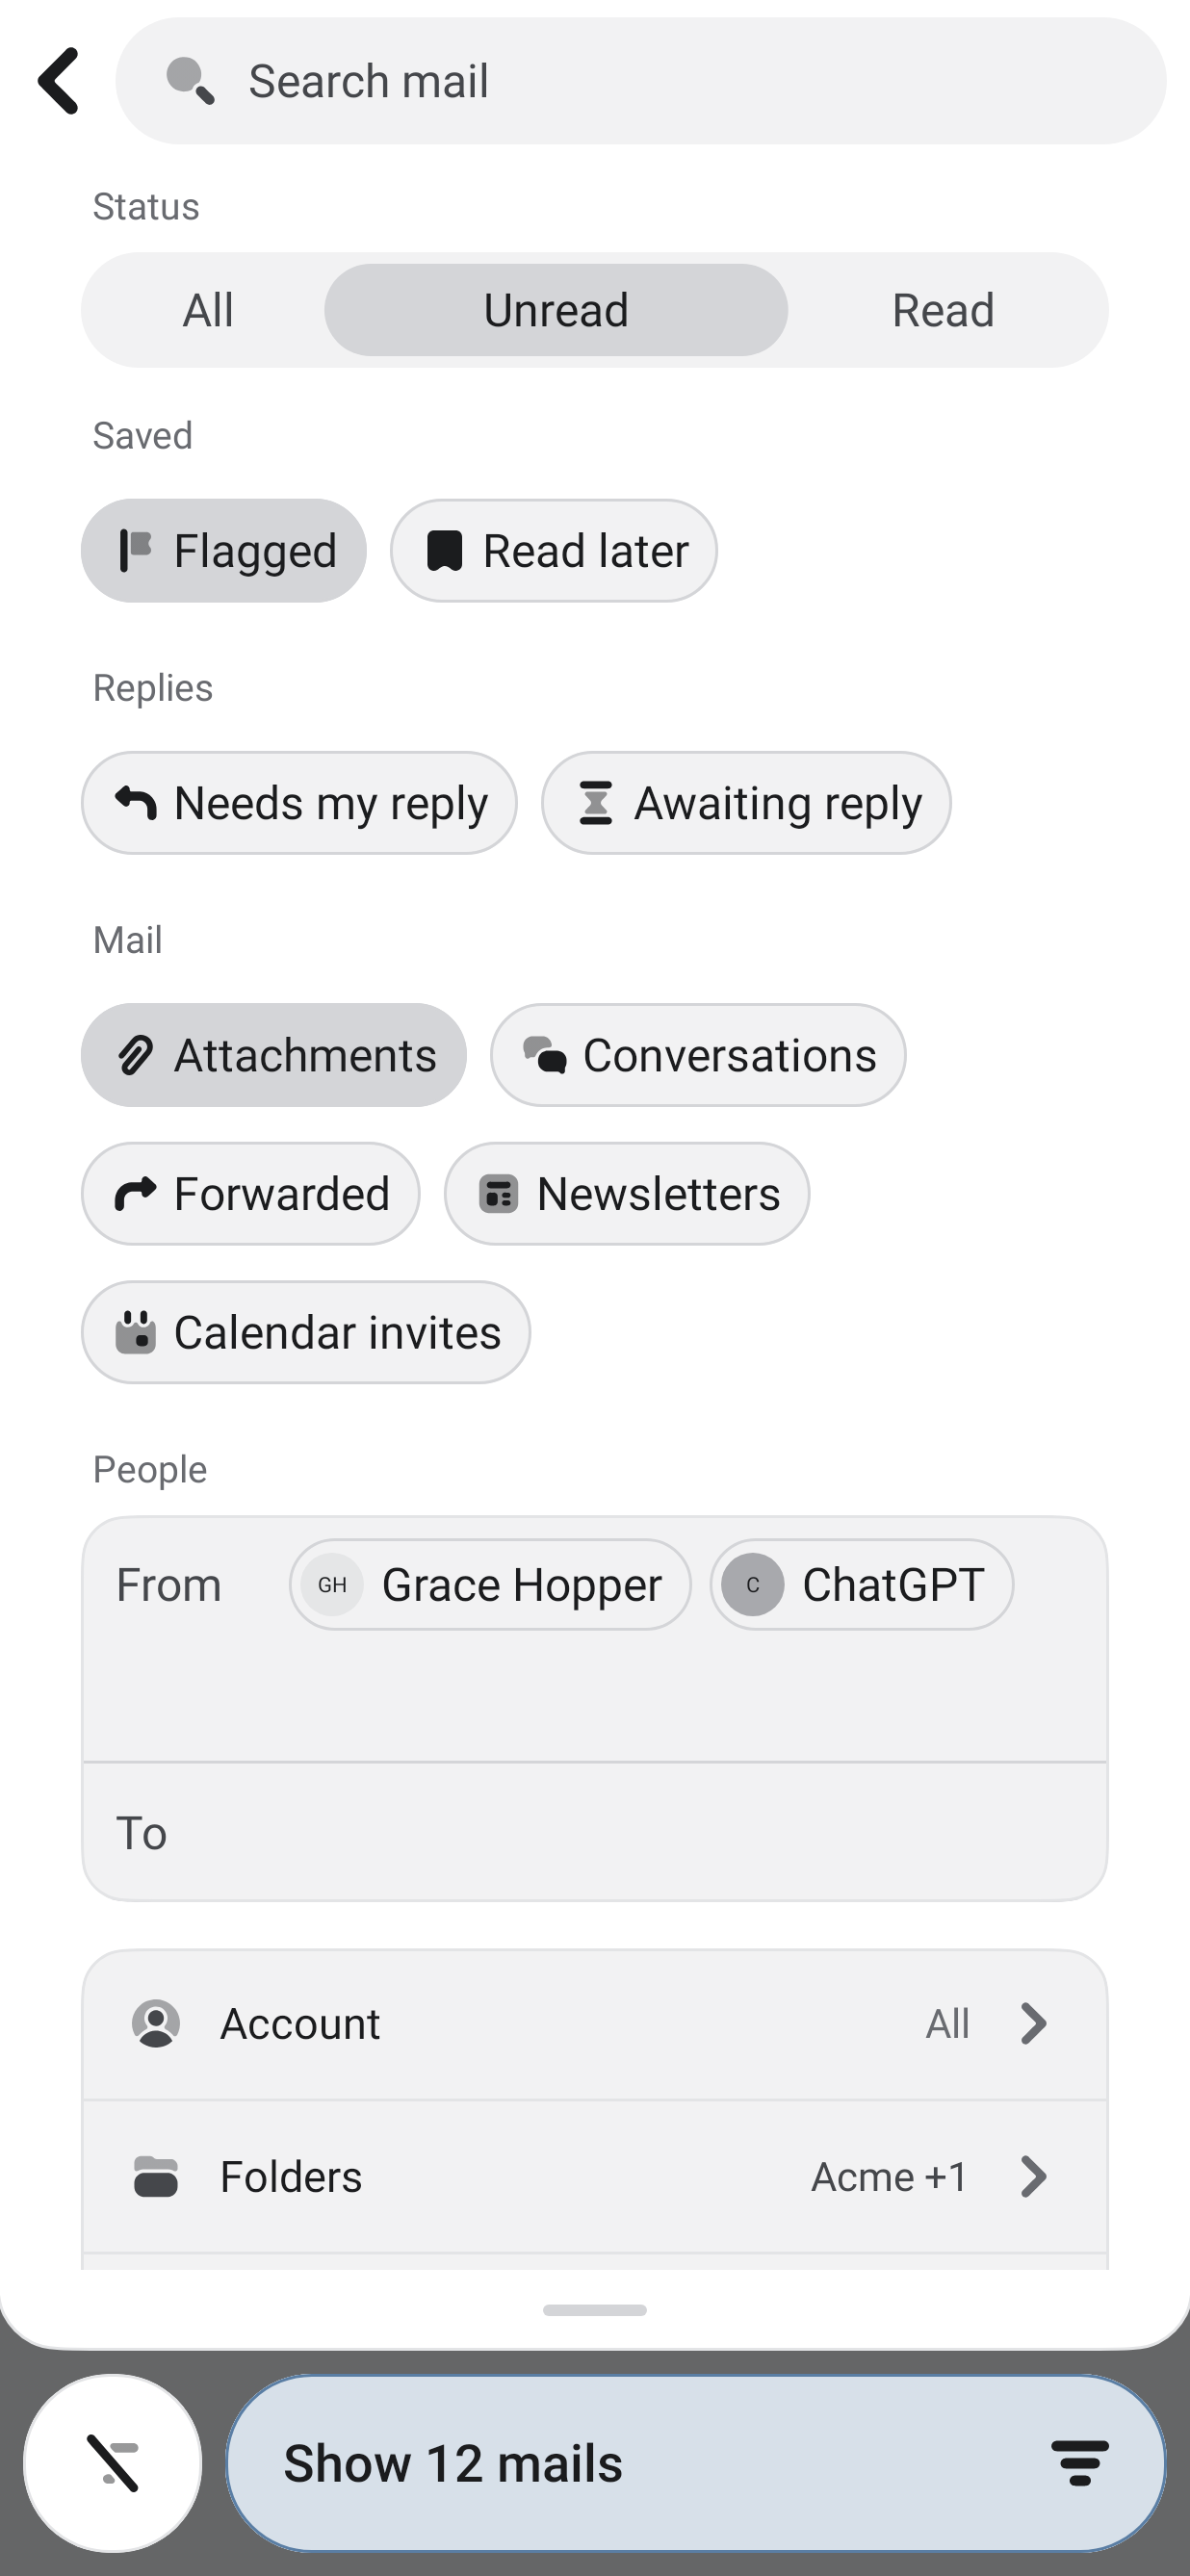 Search mail
Status
All Unread Read
Saved
Flagged Read later
Replies
Needs my reply Awaiting reply
Mail
Attachments Conversations
Forwarded Newsletters
Calendar invites
People
From GH Grace Hopper C ChatGPT
To
Account All
Folders Acme +1
Show 12 mails